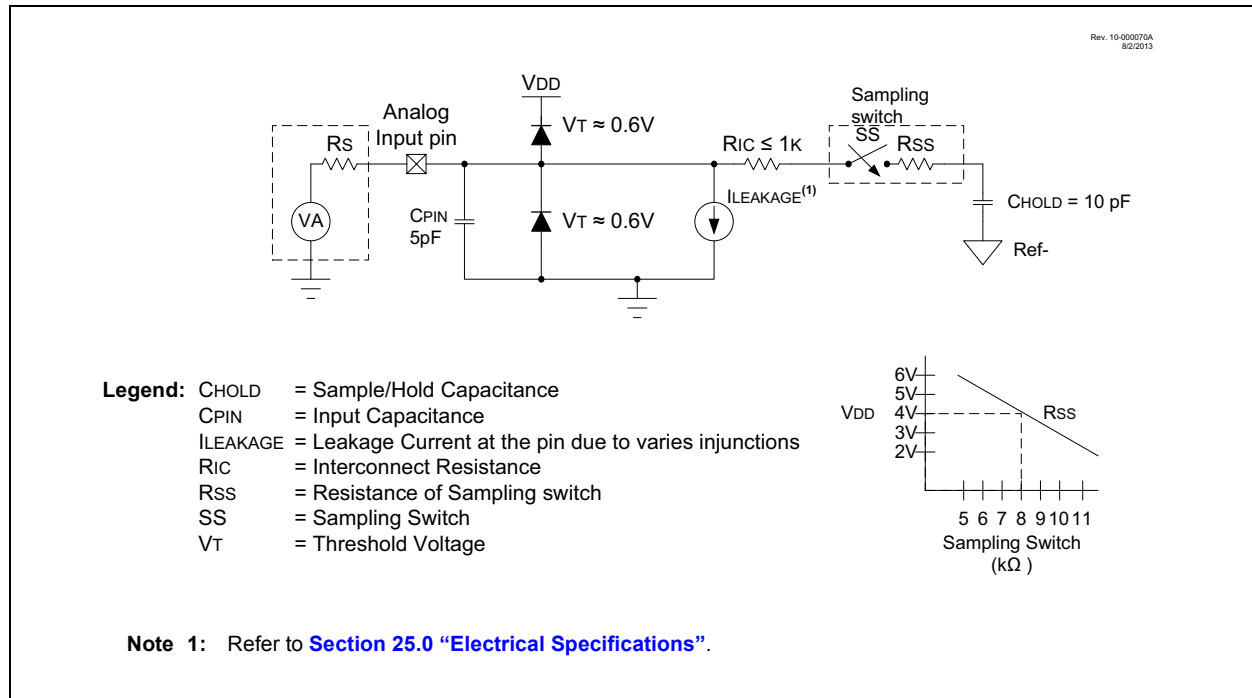 Rev. 10-000070A
8/2/2013
VDD
Analog
Input pin
VT ≈ 0.6V
Sampling
switch
SS
RSS
RS
RIC ≤ 1K
VA
CPIN
5pF
VT ≈ 0.6V
ILEAKAGE(1)
CHOLD = 10 pF
Ref-
Legend: CHOLD = Sample/Hold Capacitance
CPIN = Input Capacitance
ILEAKAGE = Leakage Current at the pin due to varies injunctions
RIC = Interconnect Resistance
RSS = Resistance of Sampling switch
SS = Sampling Switch
VT = Threshold Voltage
6V
5V
VDD 4V
3V
2V
RSS
5 6 7 8 9 10 11
Sampling Switch
(kΩ )
Note 1: Refer to Section 25.0 “Electrical Specifications”.